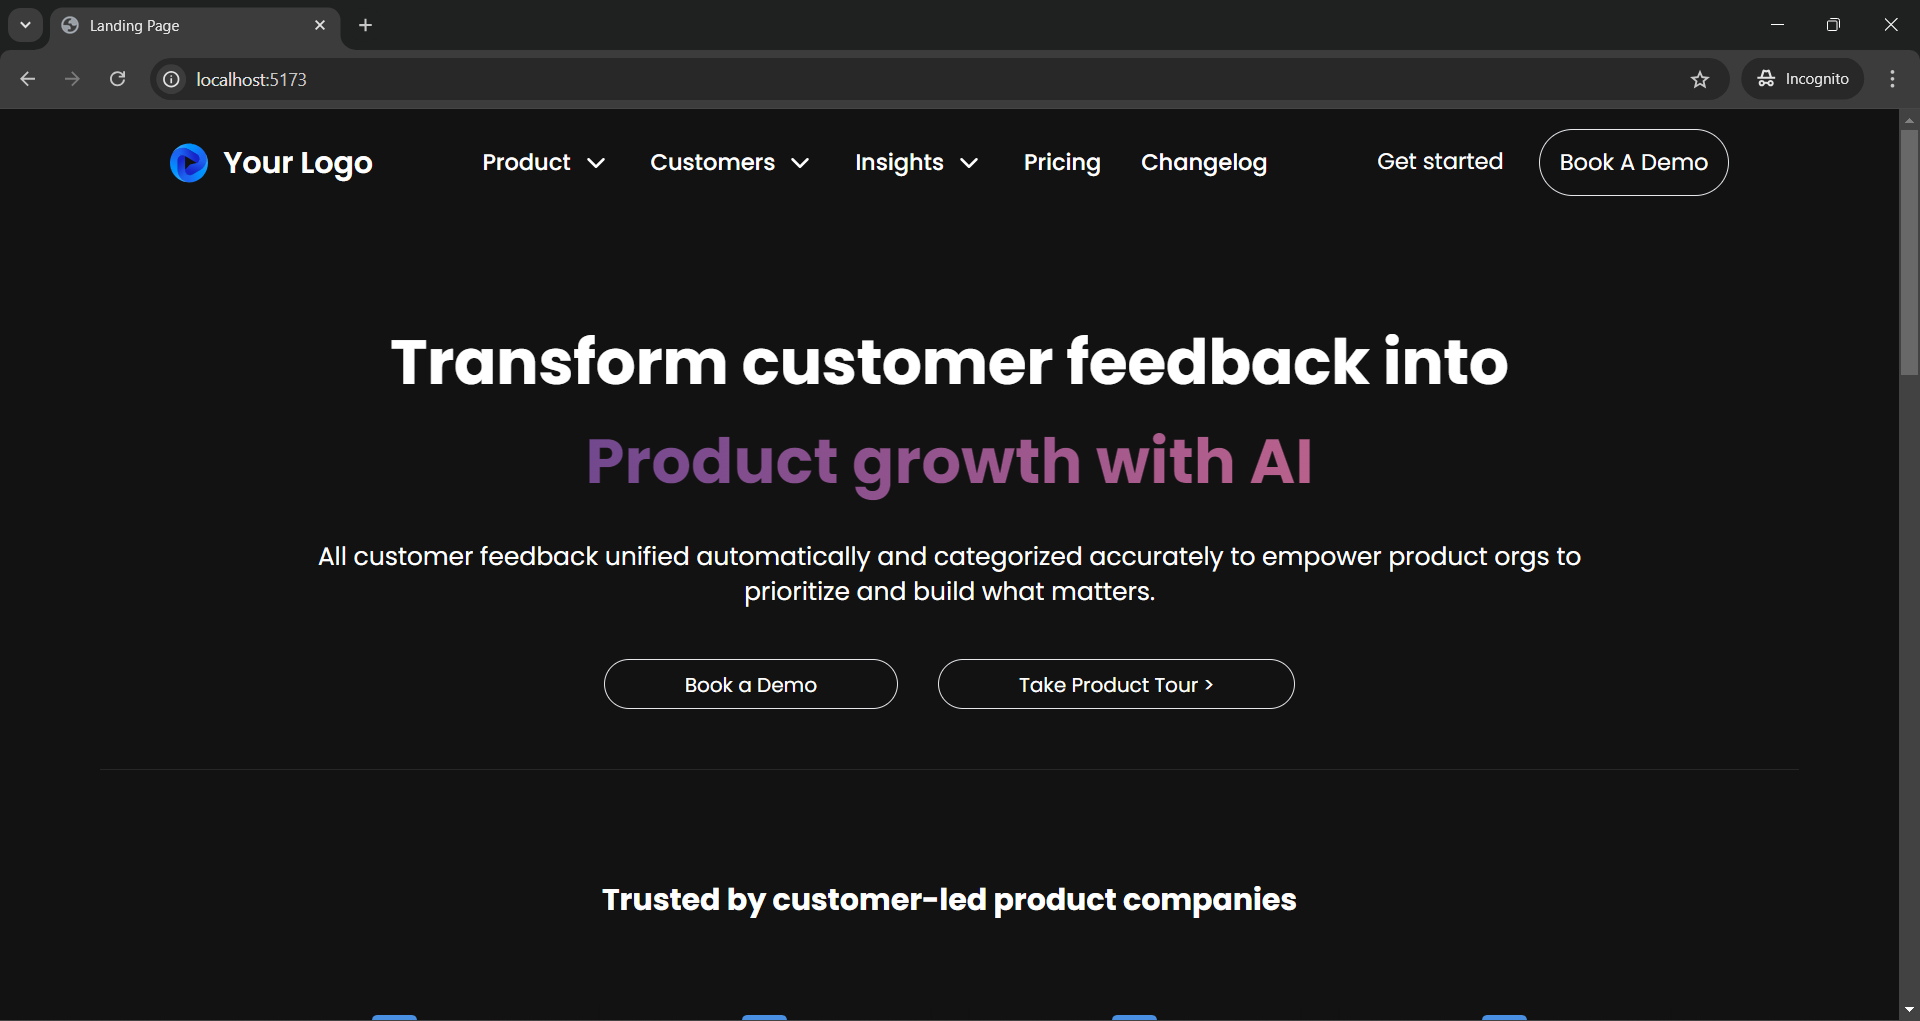 Landing Page
localhost:5173
Incognito
Your Logo
Product
Customers
Insights
Pricing
Changelog
Get started
Book A Demo
Transform customer feedback into
Product growth with AI
All customer feedback unified automatically and categorized accurately to empower product orgs to
prioritize and build what matters.
Book a Demo
Take Product Tour >
Trusted by customer-led product companies